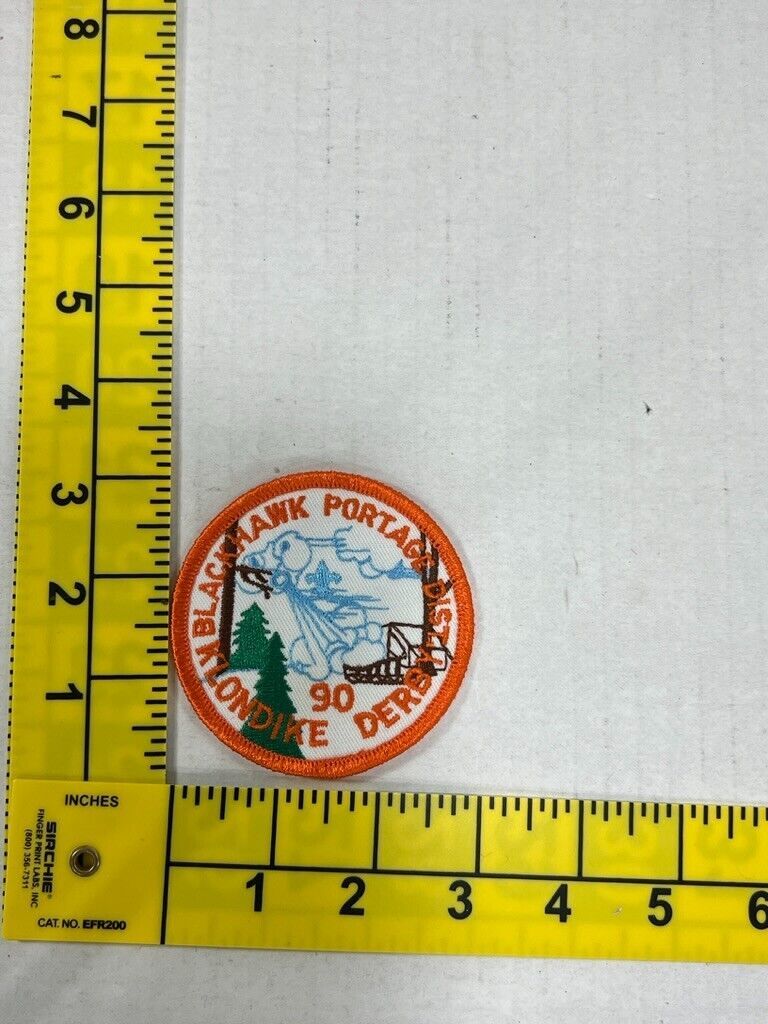 8
7
6
5
4
3
2
1
BLACKHAWK PORTAGE DIST.
90
KLONDIKE DERBY
INCHES
SIRCHIE®
FINGER PRINT LABS, INC
(800) 356-7311
CAT. NO. EFR200
1 2 3 4 5 6